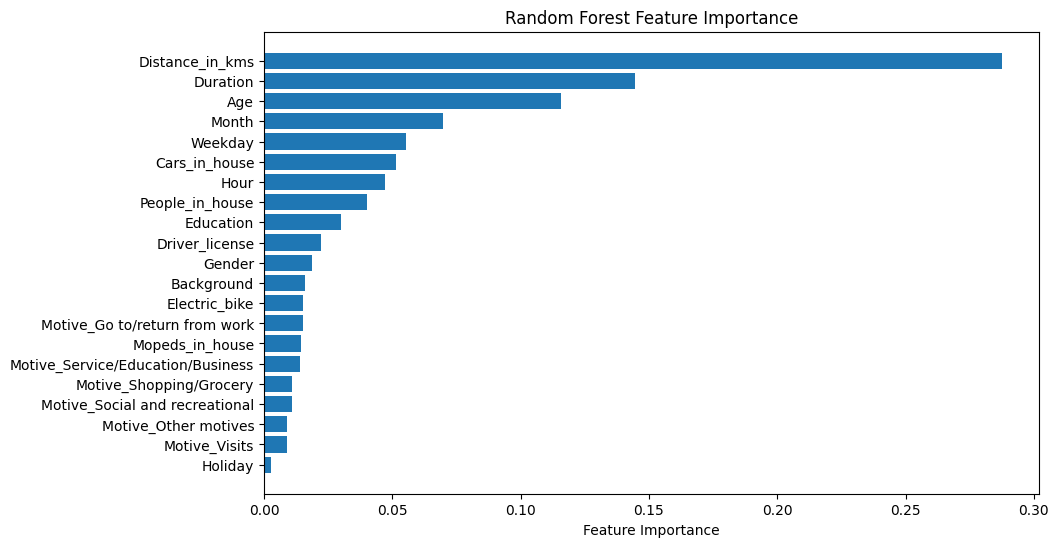 Random Forest Feature Importance
Distance_in_kms
Duration
Age
Month
Weekday
Cars_in_house
Hour
People_in_house
Education
Driver_license
Gender
Background
Electric_bike
Motive_Go to/return from work
Mopeds_in_house
Motive_Service/Education/Business
Motive_Shopping/Grocery
Motive_Social and recreational
Motive_Other motives
Motive_Visits
Holiday
0.00 0.05 0.10 0.15 0.20 0.25 0.30
Feature Importance